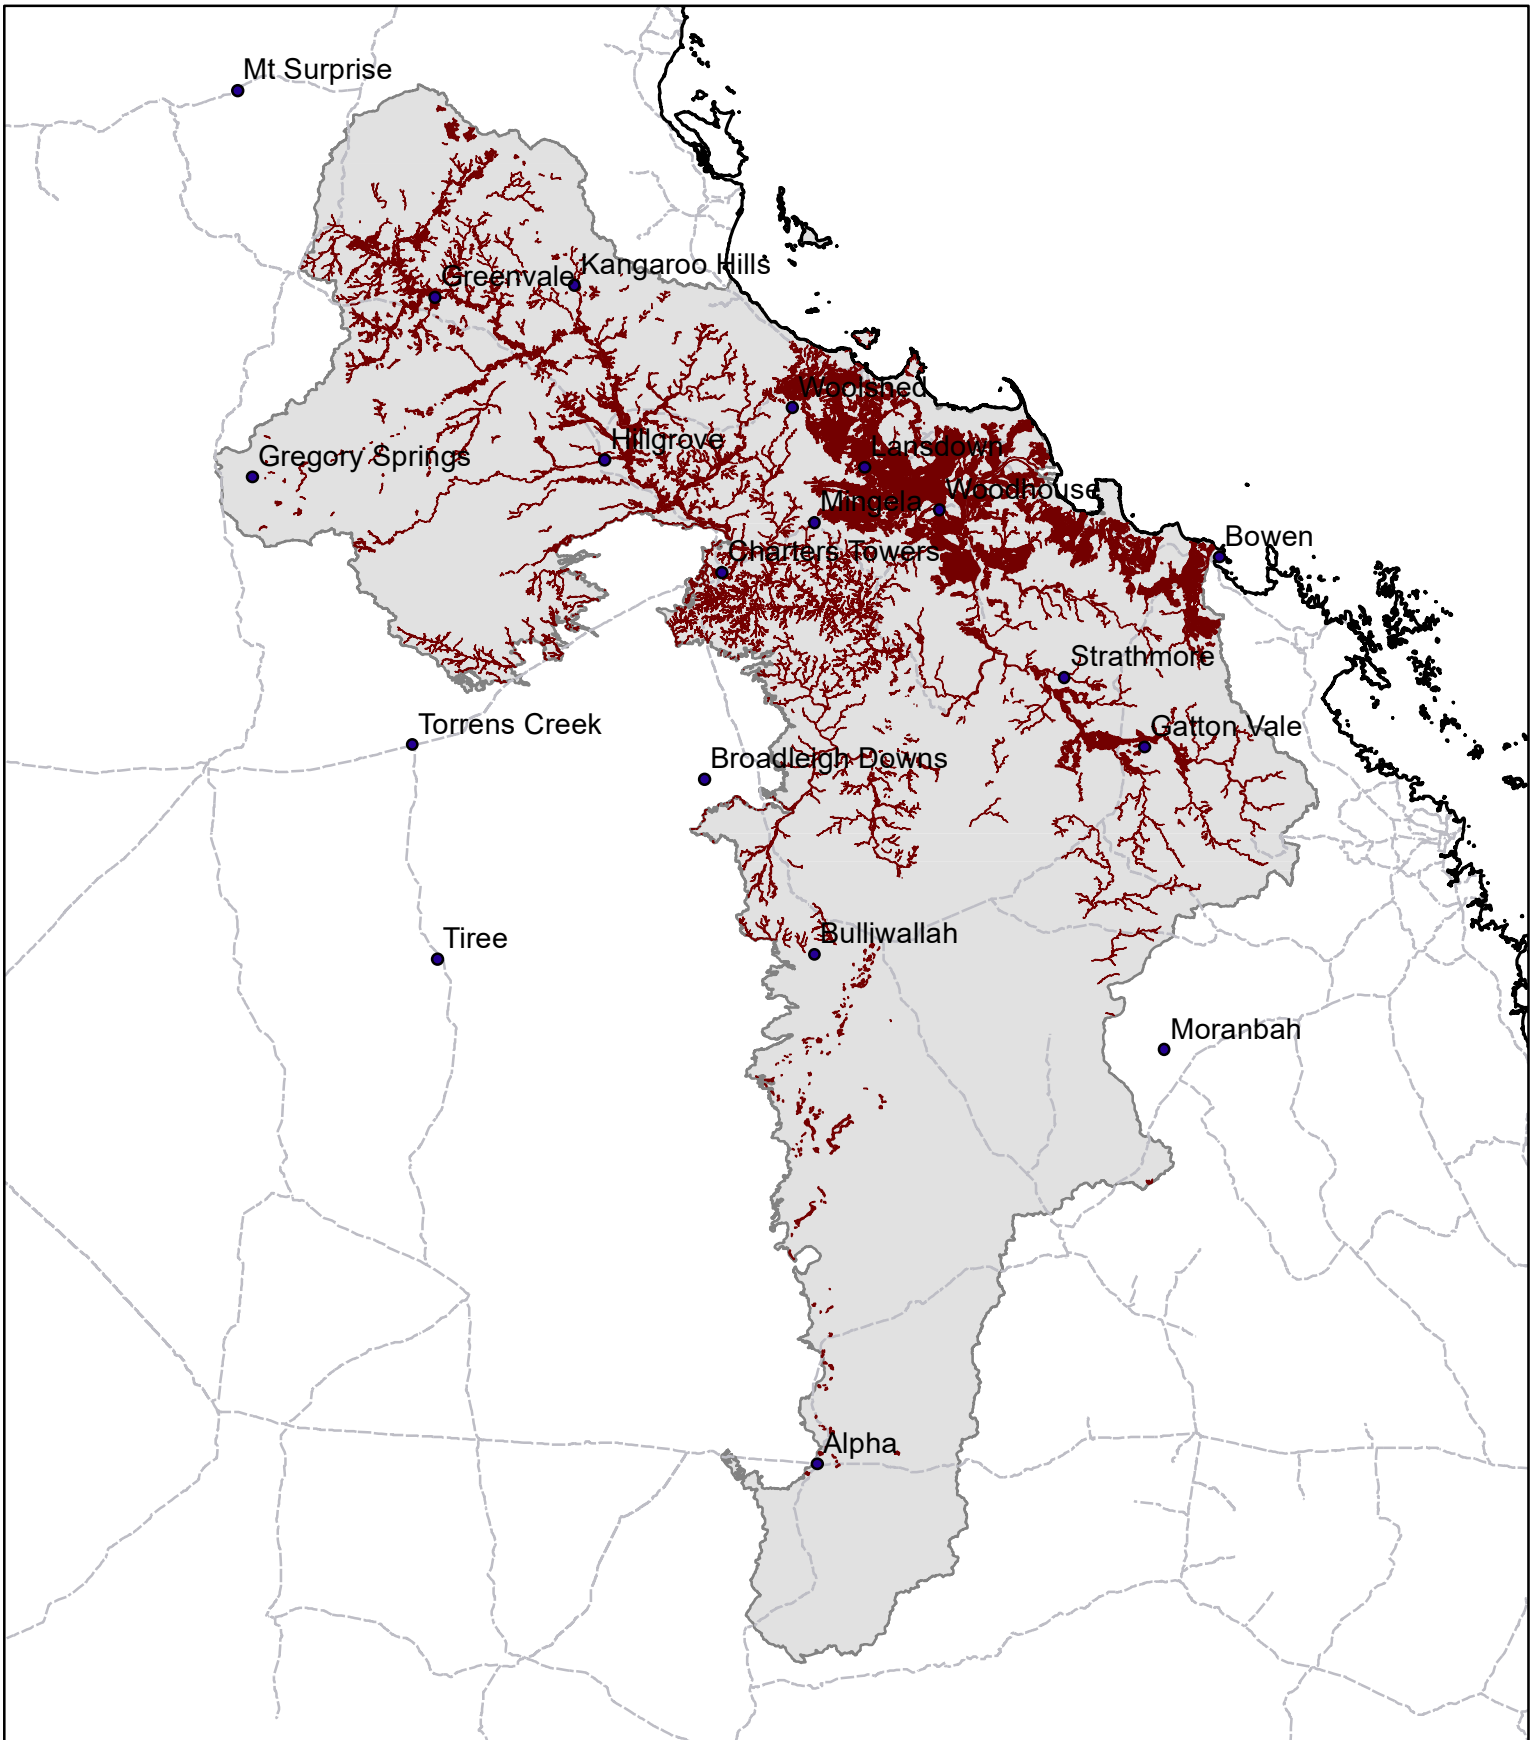 Mt Surprise
Kangaroo Hills
Greenvale
Woolshed
Hillgrove
Lansdown
Gregory Springs
Woodhouse
Mingela
Bowen
Charters Towers
Strathmore
Torrens Creek
Gatton Vale
Broadleigh Downs
Bulliwallah
Tiree
Moranbah
Alpha